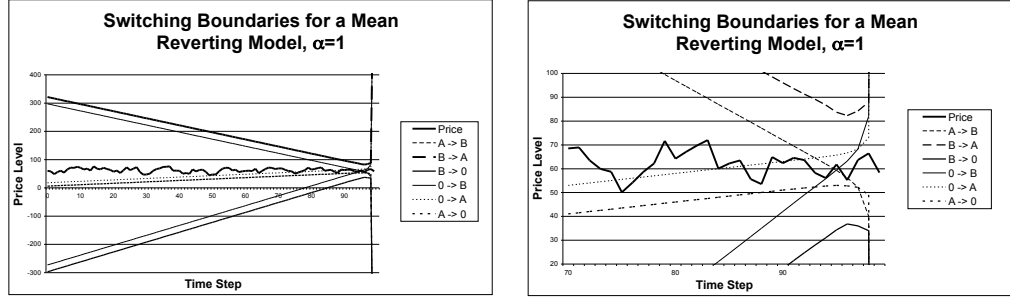 Switching Boundaries for a Mean
Reverting Model, α=1
400
300
200
100
0
-100
-200
-300
0 10 20 30 40 50 60 70 80 90 100
Price Level
Time Step
Price
A -> B
B -> A
B -> 0
0 -> B
0 -> A
A -> 0
Switching Boundaries for a Mean
Reverting Model, α=1
100
90
80
70
60
50
40
30
20
70 80 90
Price Level
Time Step
Price
A -> B
B -> A
B -> 0
0 -> B
0 -> A
A -> 0